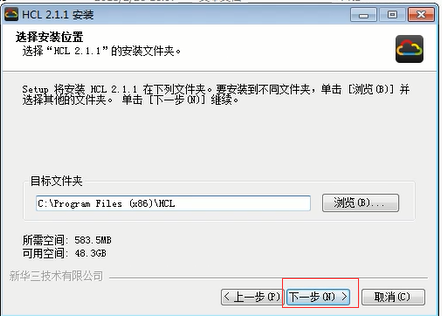 HCL 2.1.1 安装
选择安装位置
选择“HCL 2.1.1”的安装文件夹。
Setup 将安装 HCL 2.1.1 在下列文件夹。要安装到不同文件夹，单击 [浏览(B)] 并
选择其他的文件夹。 单击 [下一步(N)] 继续。
目标文件夹
C:\Program Files (x86)\HCL
浏览(B)...
所需空间: 583.5MB
可用空间: 48.3GB
新华三技术有限公司
< 上一步(P)
下一步(N) >
取消(C)